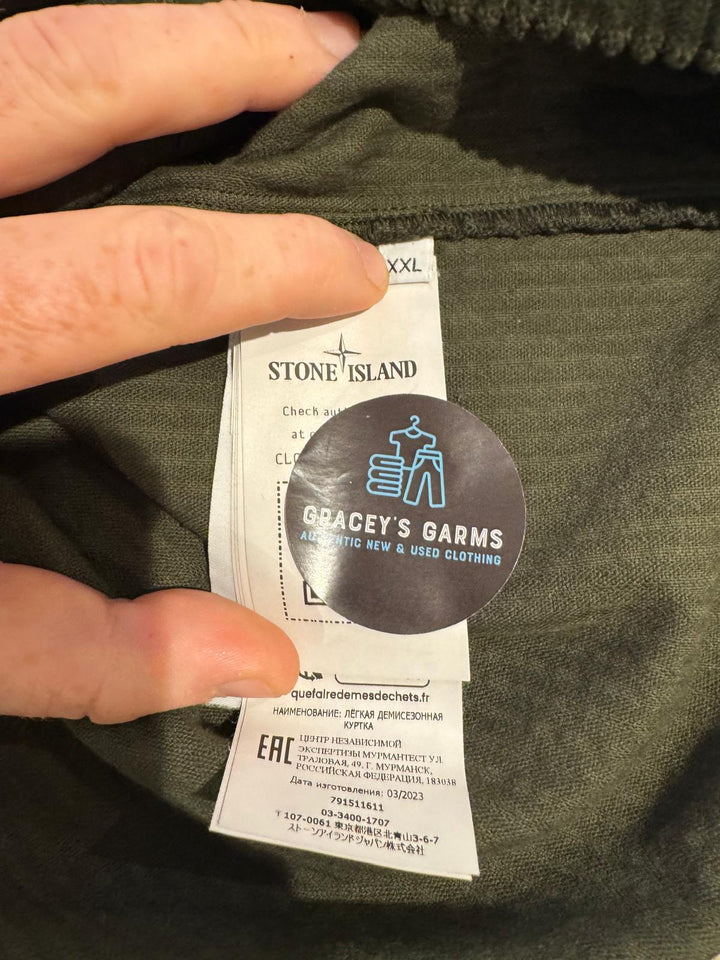 XXL
STONE ISLAND
Check
at
GRACEY'S GARMS
AUTHENTIC NEW & USED CLOTHING
quefairedemesdechets.fr
НАИМЕНОВАНИЕ: ЛЁГКАЯ ДЕМИСЕЗОННАЯ
КУРТКА
EAC
ЦЕНТР НЕЗАВИСИМОЙ
ЭКСПЕРТИЗЫ МУРМАНТЕСТ УЛ.
ТРАЛОВАЯ, 49, Г. МУРМАНСК,
РОССИЙСКАЯ ФЕДЕРАЦИЯ, 183038
Дата изготовления: 03/2023
791511611
03-3400-1707
〒107-0061 東京都港区北青山3-6-7
ストーンアイランドジャパン株式会社